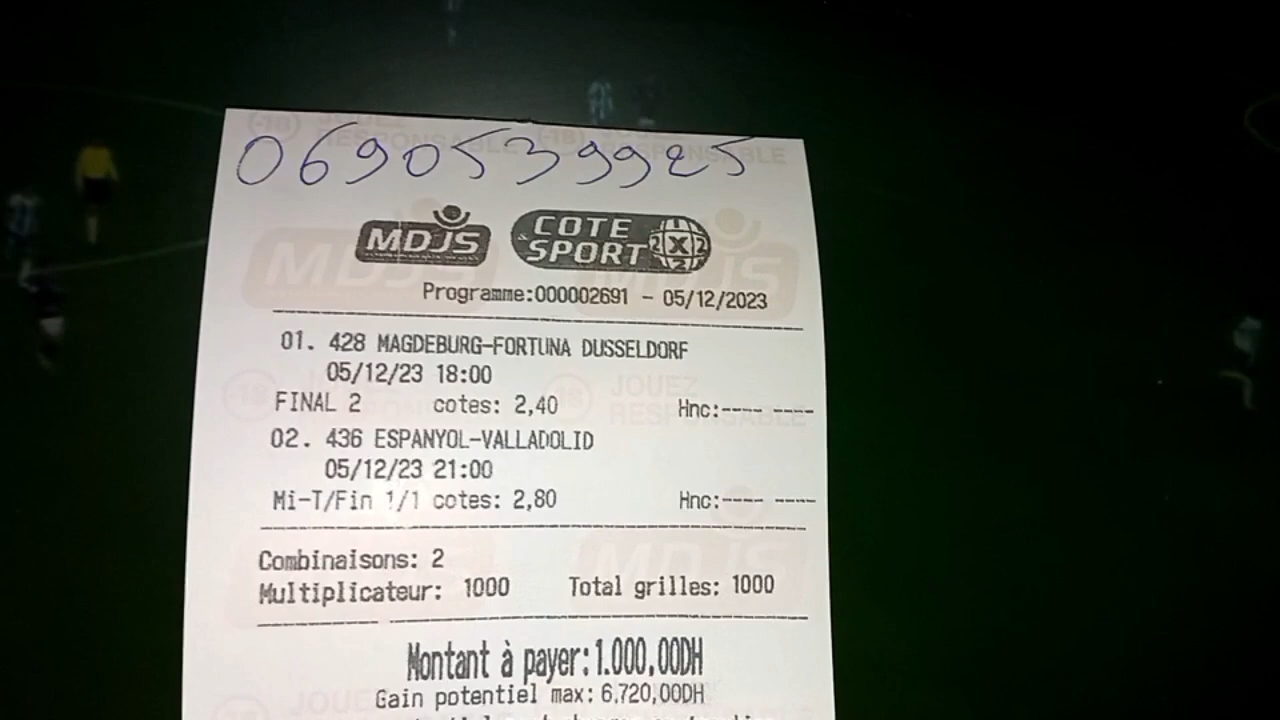 0690539925
MDJS COTE & SPORT 2 X 2 2
Programme:000002691 - 05/12/2023
01. 428 MAGDEBURG-FORTUNA DUSSELDORF
05/12/23 18:00
FINAL 2 cotes: 2,40 Hnc:---- ----
02. 436 ESPANYOL-VALLADOLID
05/12/23 21:00
Mi-T/Fin 1/1 cotes: 2,80 Hnc:---- ----
Combinaisons: 2
Multiplicateur: 1000 Total grilles: 1000
Montant à payer:1.000,00DH
Gain potentiel max: 6.720,00DH